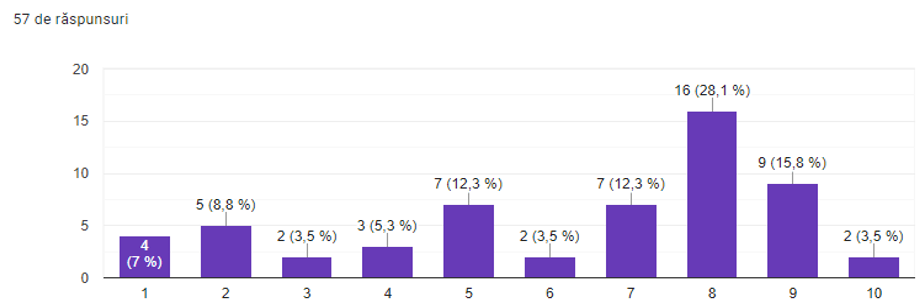 57 de răspunsuri
20
15
10
5
0
4
(7 %)
5 (8,8 %)
2 (3,5 %)
3 (5,3 %)
7 (12,3 %)
2 (3,5 %)
7 (12,3 %)
16 (28,1 %)
9 (15,8 %)
2 (3,5 %)
1 2 3 4 5 6 7 8 9 10